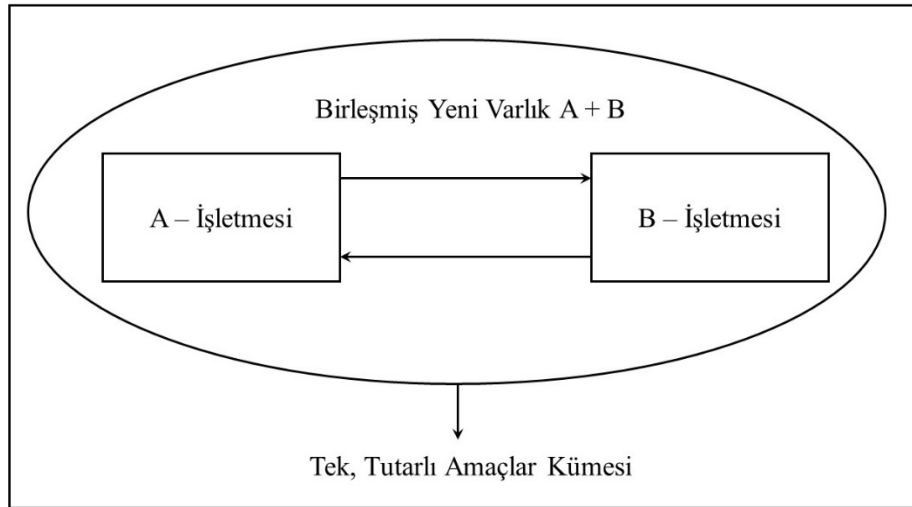 Birleşmiş Yeni Varlık A + B
A – İşletmesi
B – İşletmesi
Tek, Tutarlı Amaçlar Kümesi